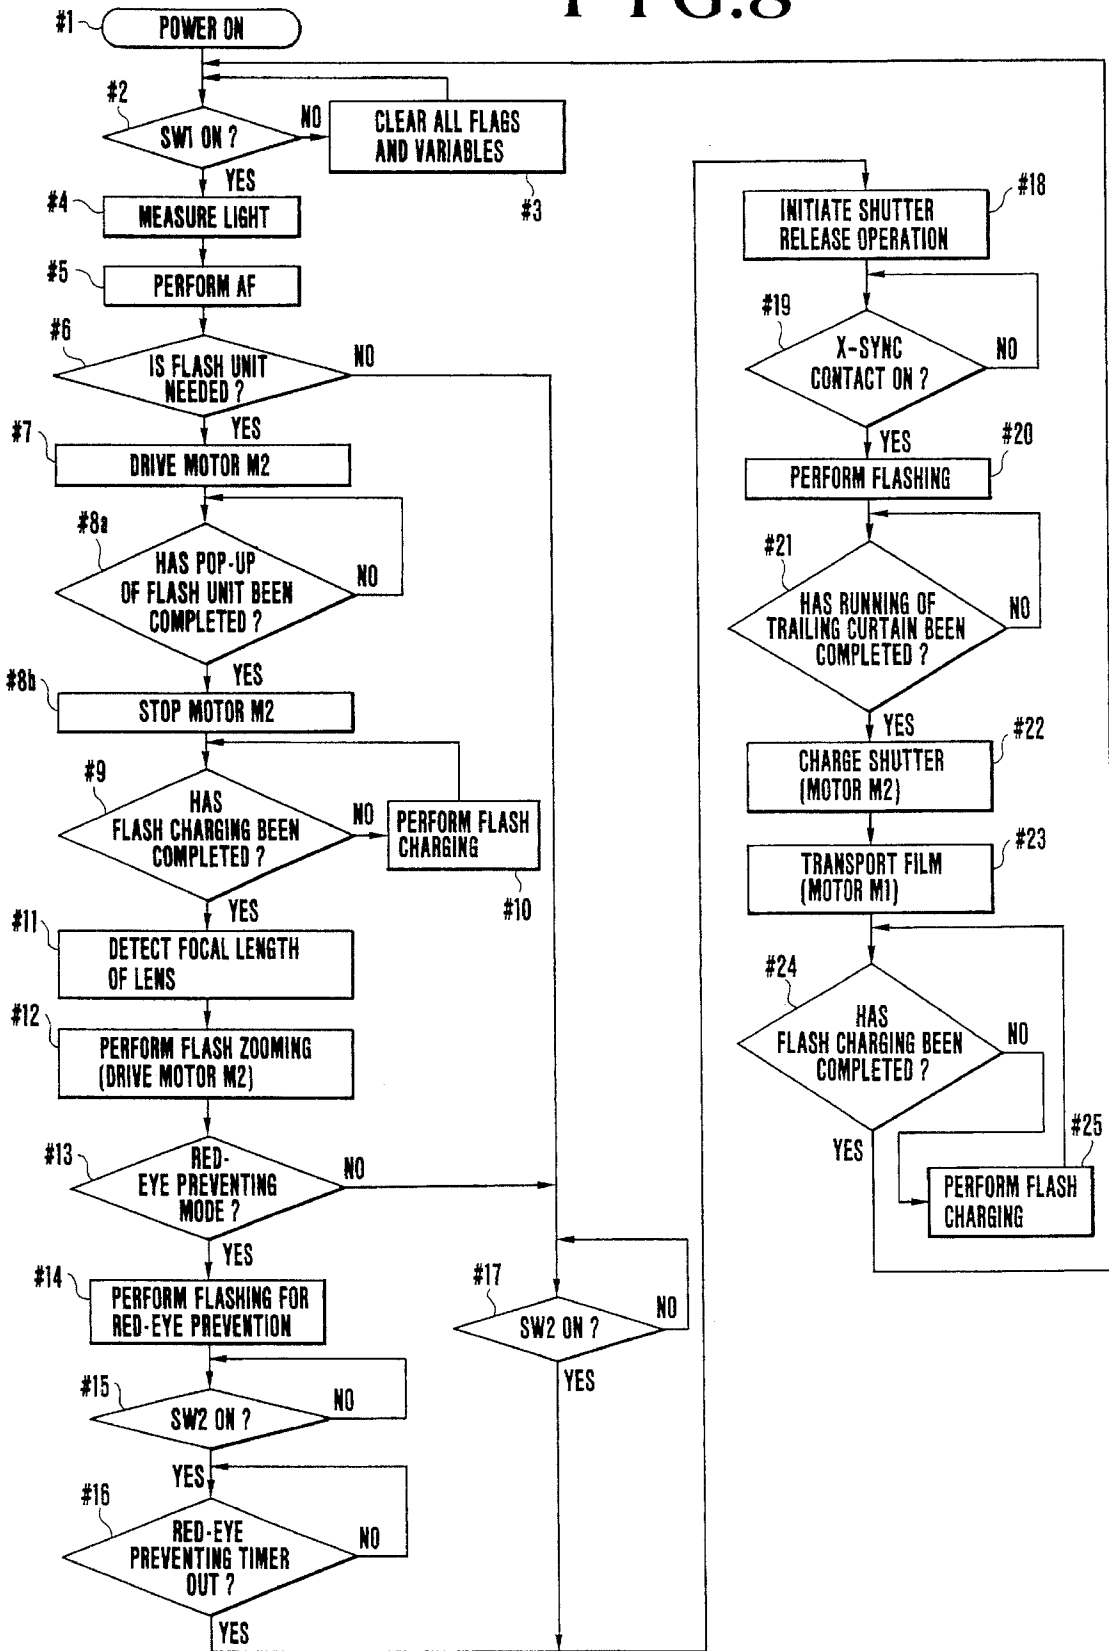 FIG.8
#1
POWER ON
#2
SW1 ON ?
NO
CLEAR ALL FLAGS
AND VARIABLES
#3
YES
#4
MEASURE LIGHT
#5
PERFORM AF
#6
IS FLASH UNIT
NEEDED ?
NO
YES
#7
DRIVE MOTOR M2
#8a
HAS POP-UP
OF FLASH UNIT BEEN
COMPLETED ?
NO
YES
#8b
STOP MOTOR M2
#9
HAS
FLASH CHARGING BEEN
COMPLETED ?
NO
PERFORM FLASH
CHARGING
#10
YES
#11
DETECT FOCAL LENGTH
OF LENS
#12
PERFORM FLASH ZOOMING
(DRIVE MOTOR M2)
#13
RED-
EYE PREVENTING
MODE ?
NO
YES
#14
PERFORM FLASHING FOR
RED-EYE PREVENTION
#15
SW2 ON ?
NO
YES
#16
RED-EYE
PREVENTING TIMER
OUT ?
NO
YES
#17
SW2 ON ?
NO
YES
#18
INITIATE SHUTTER
RELEASE OPERATION
#19
X-SYNC
CONTACT ON ?
NO
YES
#20
PERFORM FLASHING
#21
HAS RUNNING OF
TRAILING CURTAIN BEEN
COMPLETED ?
NO
YES
#22
CHARGE SHUTTER
(MOTOR M2)
#23
TRANSPORT FILM
(MOTOR M1)
#24
HAS
FLASH CHARGING BEEN
COMPLETED ?
NO
YES
#25
PERFORM FLASH
CHARGING